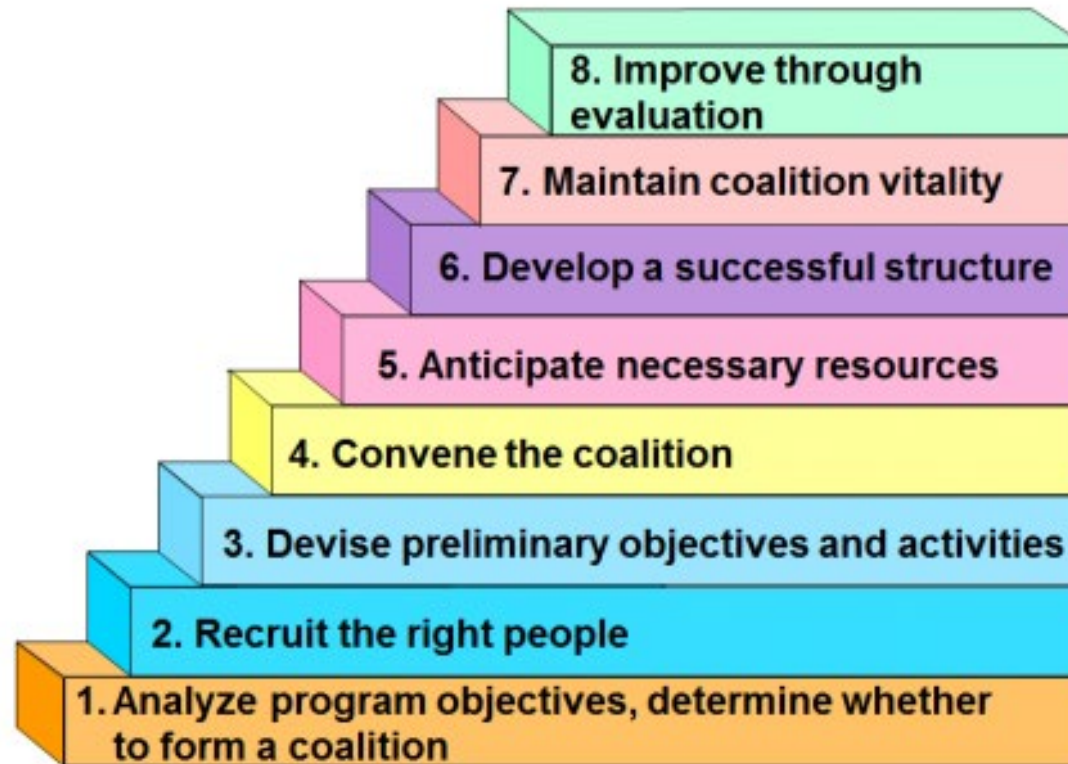 8. Improve through
evaluation
7. Maintain coalition vitality
6. Develop a successful structure
5. Anticipate necessary resources
4. Convene the coalition
3. Devise preliminary objectives and activities
2. Recruit the right people
1. Analyze program objectives, determine whether
to form a coalition